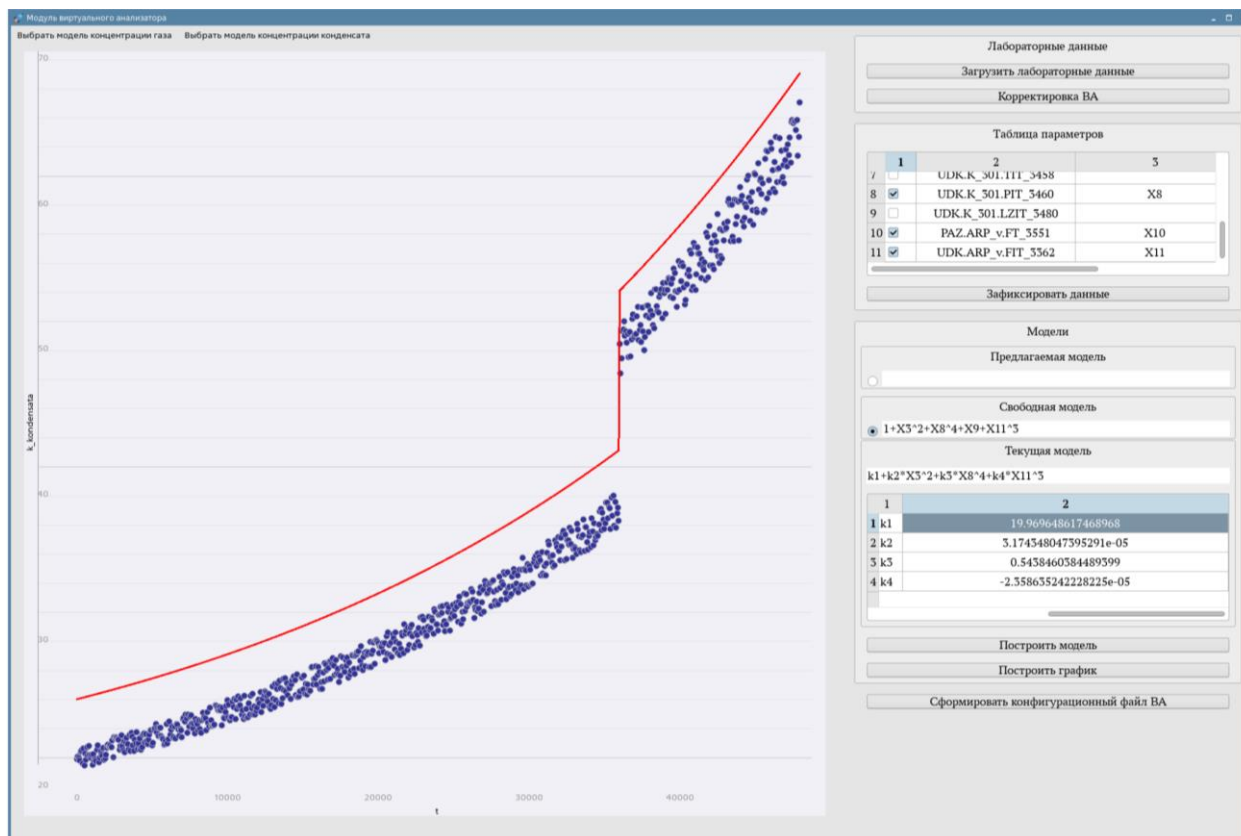 Модуль виртуального анализатора
Выбрать модель концентрации газа Выбрать модель концентрации конденсата
70
60
50
40
30
20
k_kondensata
0 10000 20000 30000 40000
t
Лабораторные данные
Загрузить лабораторные данные
Корректировка ВА
Таблица параметров
1 2 3
7 UDK.K_301.TIT_3458
8 UDK.K_301.PIT_3460 X8
9 UDK.K_301.LZIT_3480
10 PAZ.ARP_v.FT_3551 X10
11 UDK.ARP_v.FIT_3362 X11
Зафиксировать данные
Модели
Предлагаемая модель
Свободная модель
1+X3^2+X8^4+X9+X11^3
Текущая модель
k1+k2*X3^2+k3*X8^4+k4*X11^3
1 2
1 k1 19.969648617468968
2 k2 3.174348047395291e-05
3 k3 0.5438460384489399
4 k4 -2.358635242228225e-05
Построить модель
Построить график
Сформировать конфигурационный файл ВА